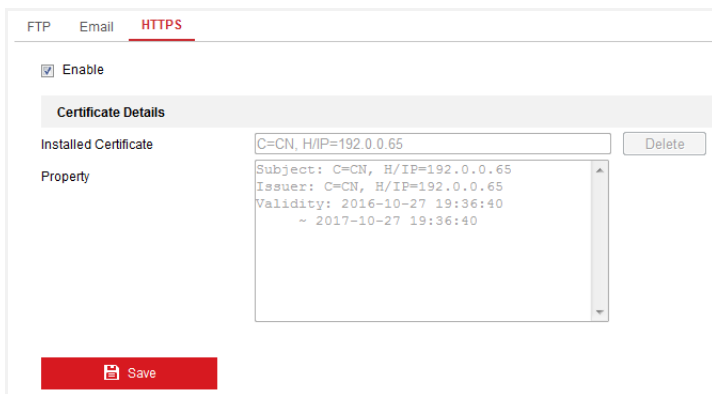 FTP Email HTTPS
Enable
Certificate Details
Installed Certificate C=CN, H/IP=192.0.0.65 Delete
Property
Subject: C=CN, H/IP=192.0.0.65
Issuer: C=CN, H/IP=192.0.0.65
Validity: 2016-10-27 19:36:40
~ 2017-10-27 19:36:40
Save